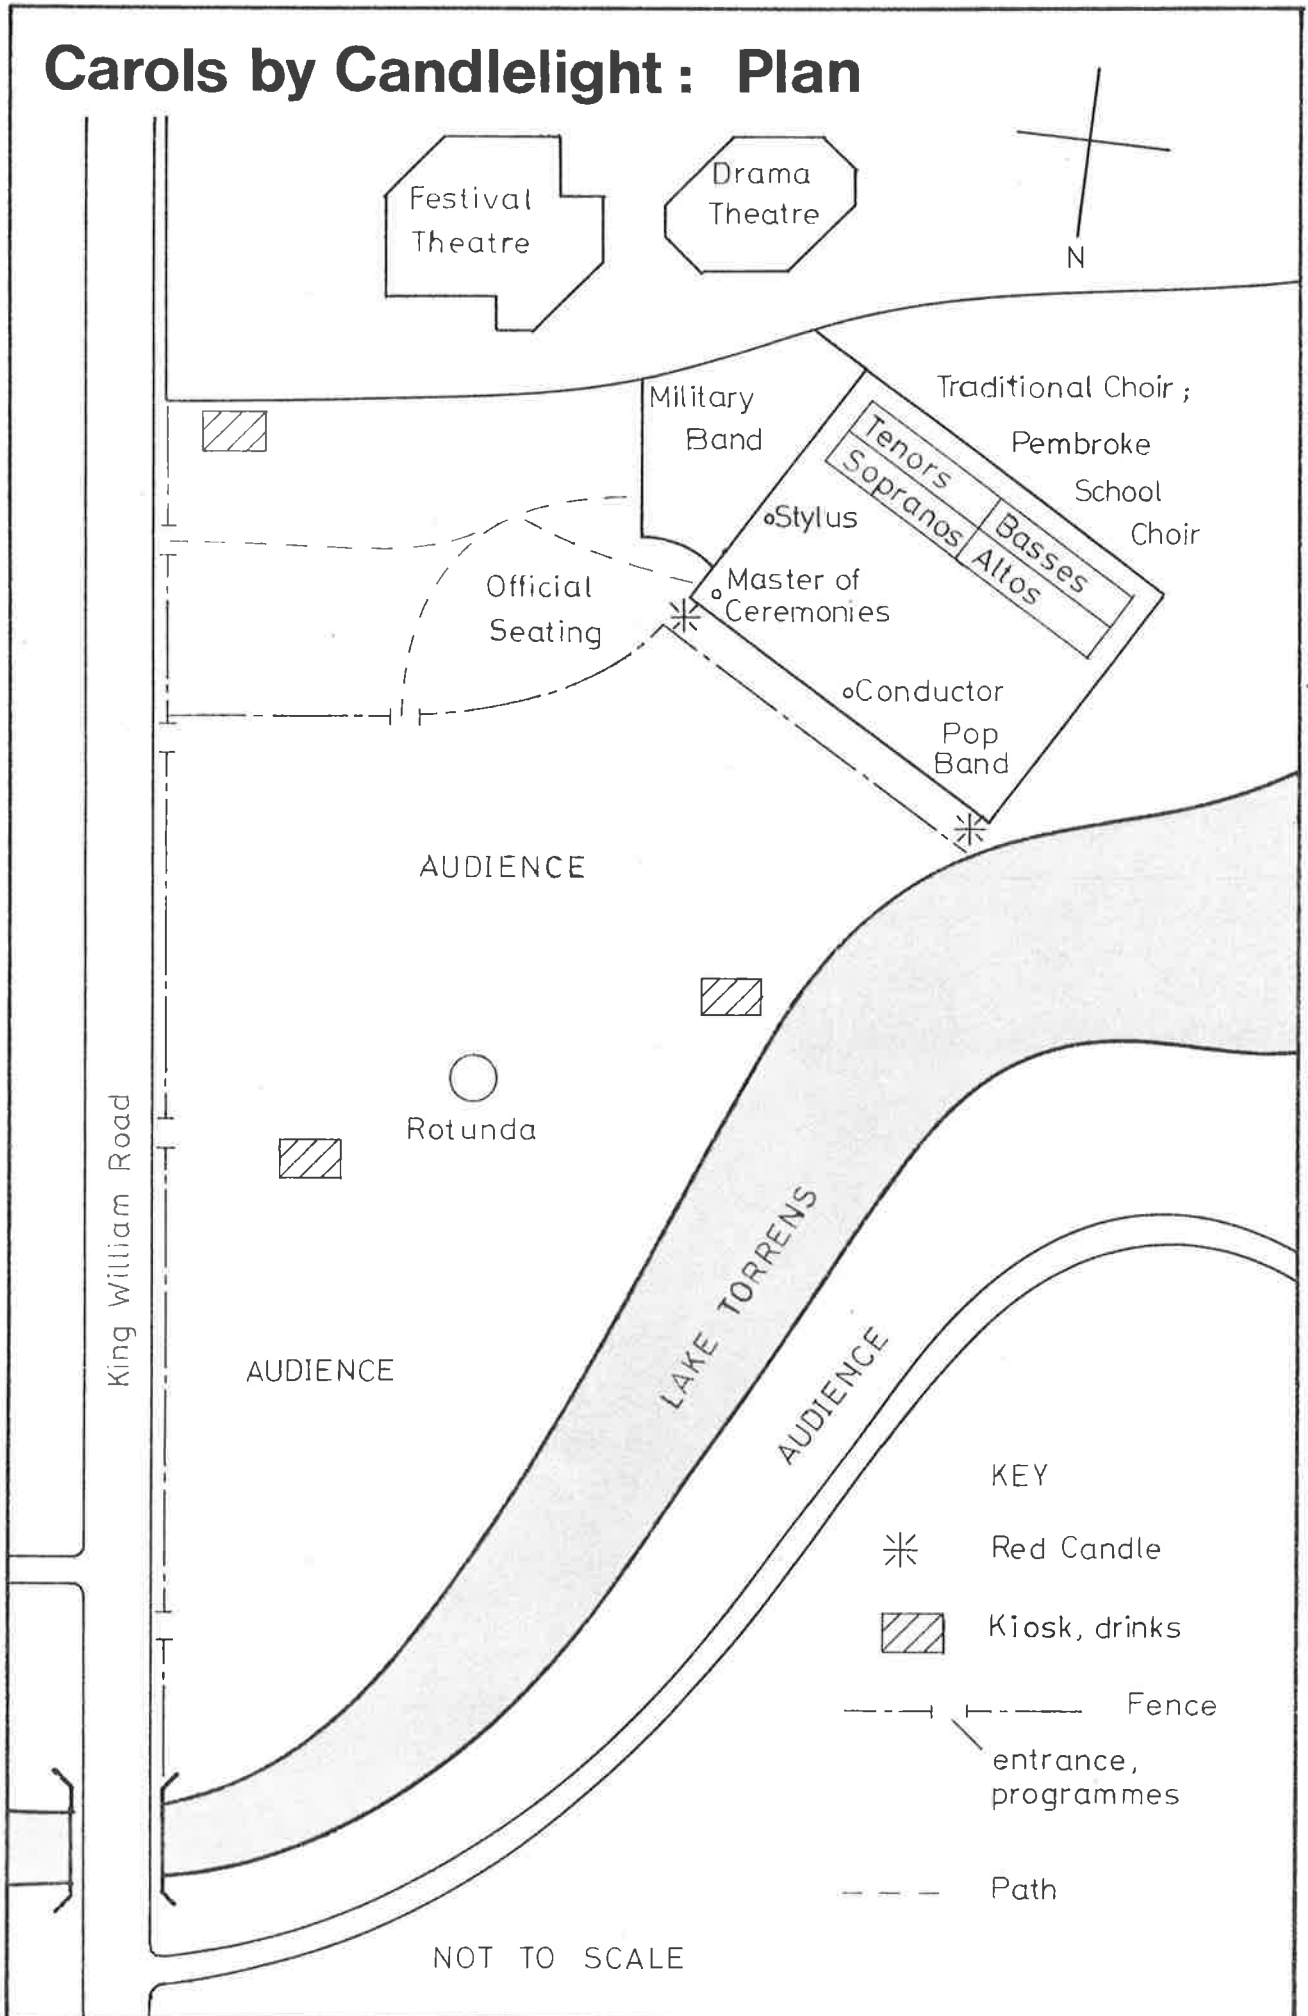 Carols by Candlelight : Plan
Festival
Theatre
Drama
Theatre
N
Military
Band
Traditional Choir ;
Pembroke
School
Choir
Tenors
Basses
Sopranos
Altos
Stylus
Master of
Ceremonies
Official
Seating
Conductor
Pop
Band
AUDIENCE
Rotunda
King William Road
AUDIENCE
LAKE TORRENS
AUDIENCE
KEY
Red Candle
Kiosk, drinks
Fence
entrance,
programmes
Path
NOT TO SCALE